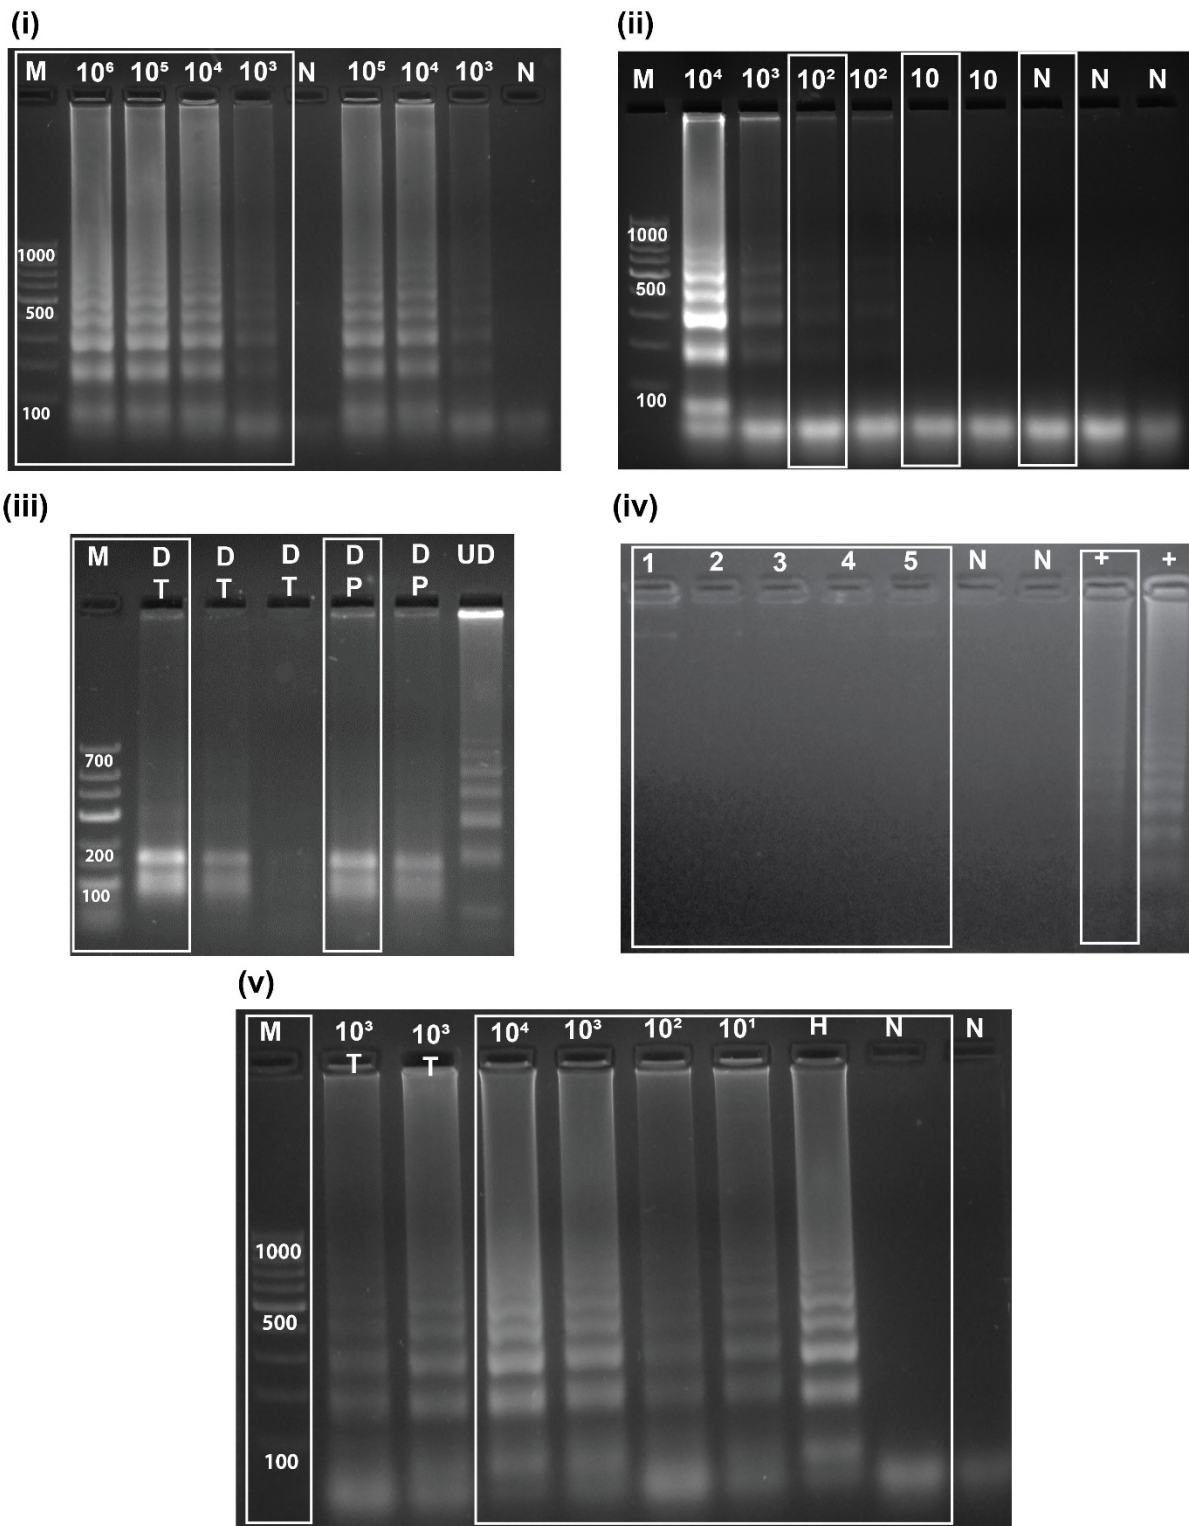 (i)
M 10⁶ 10⁵ 10⁴ 10³ N 10⁵ 10⁴ 10³ N
1000
500
100
(ii)
M 10⁴ 10³ 10² 10² 10 10 N N N
1000
500
100
(iii)
M D D D D D UD
T T T P P
700
200
100
(iv)
1 2 3 4 5 N N + +
(v)
M 10³ 10³ 10⁴ 10³ 10² 10¹ H N N
T T
1000
500
100